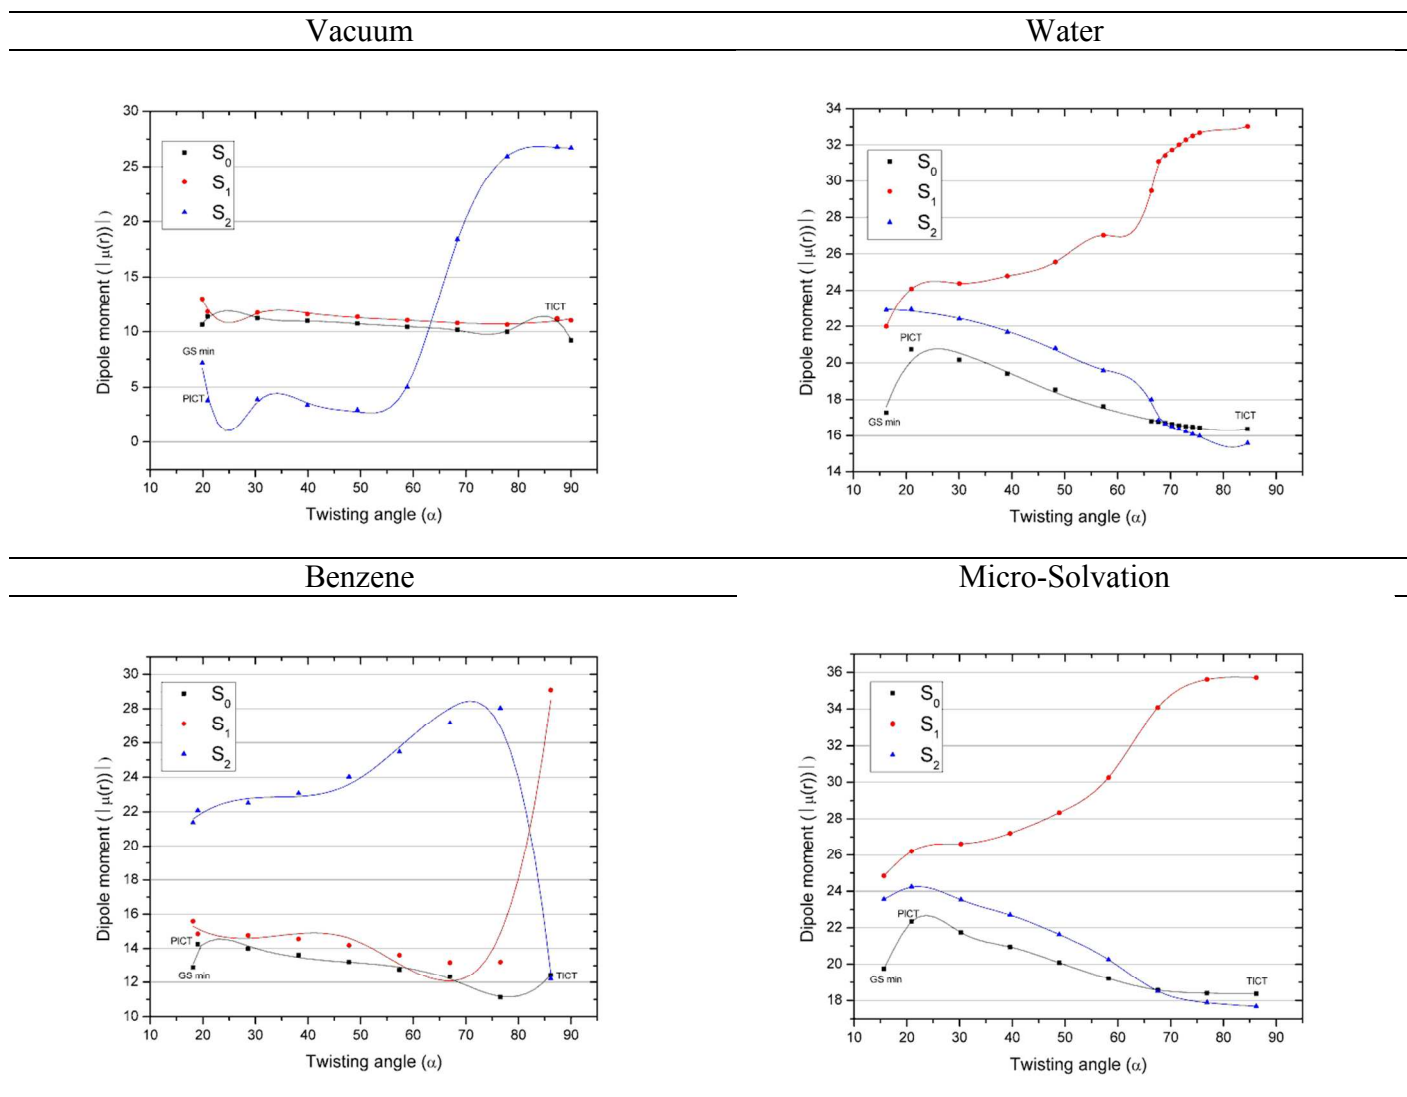 Vacuum
Water
30
25
20
15
10
5
0
10 20 30 40 50 60 70 80 90
Dipole moment (|μ(r))|)
Twisting angle (α)
S0
S1
S2
GS min
PICT
TICT
34
32
30
28
26
24
22
20
18
16
14
10 20 30 40 50 60 70 80 90
Dipole moment (|μ(r))|)
Twisting angle (α)
S0
S1
S2
PICT
GS min
TICT
Benzene
Micro-Solvation
30
28
26
24
22
20
18
16
14
12
10
10 20 30 40 50 60 70 80 90
Dipole moment (|μ(r))|)
Twisting angle (α)
S0
S1
S2
PICT
GS min
TICT
36
34
32
30
28
26
24
22
20
18
10 20 30 40 50 60 70 80 90
Dipole moment (|μ(r))|)
Twisting angle (α)
S0
S1
S2
PICT
GS min
TICT